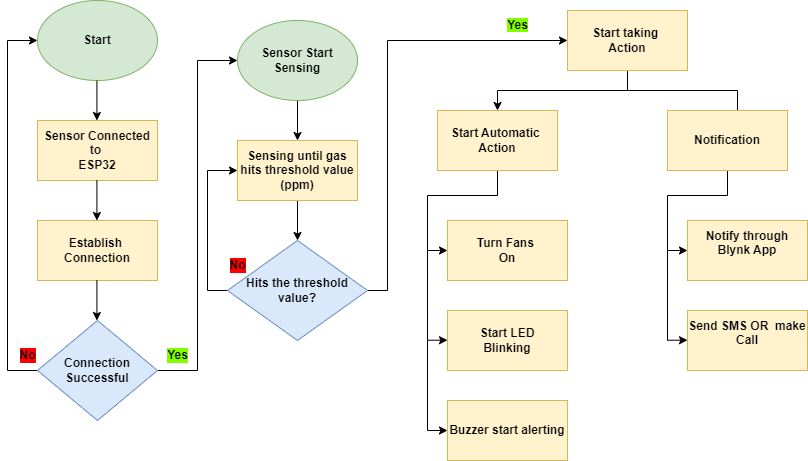 Start
Sensor Connected
to
ESP32
Establish
Connection
Connection
Successful
No
Yes
Sensor Start
Sensing
Sensing until gas
hits threshold value
(ppm)
Hits the threshold
value?
No
Yes
Start taking
Action
Start Automatic
Action
Turn Fans
On
Start LED
Blinking
Buzzer start alerting
Notification
Notify through
Blynk App
Send SMS OR  make
Call